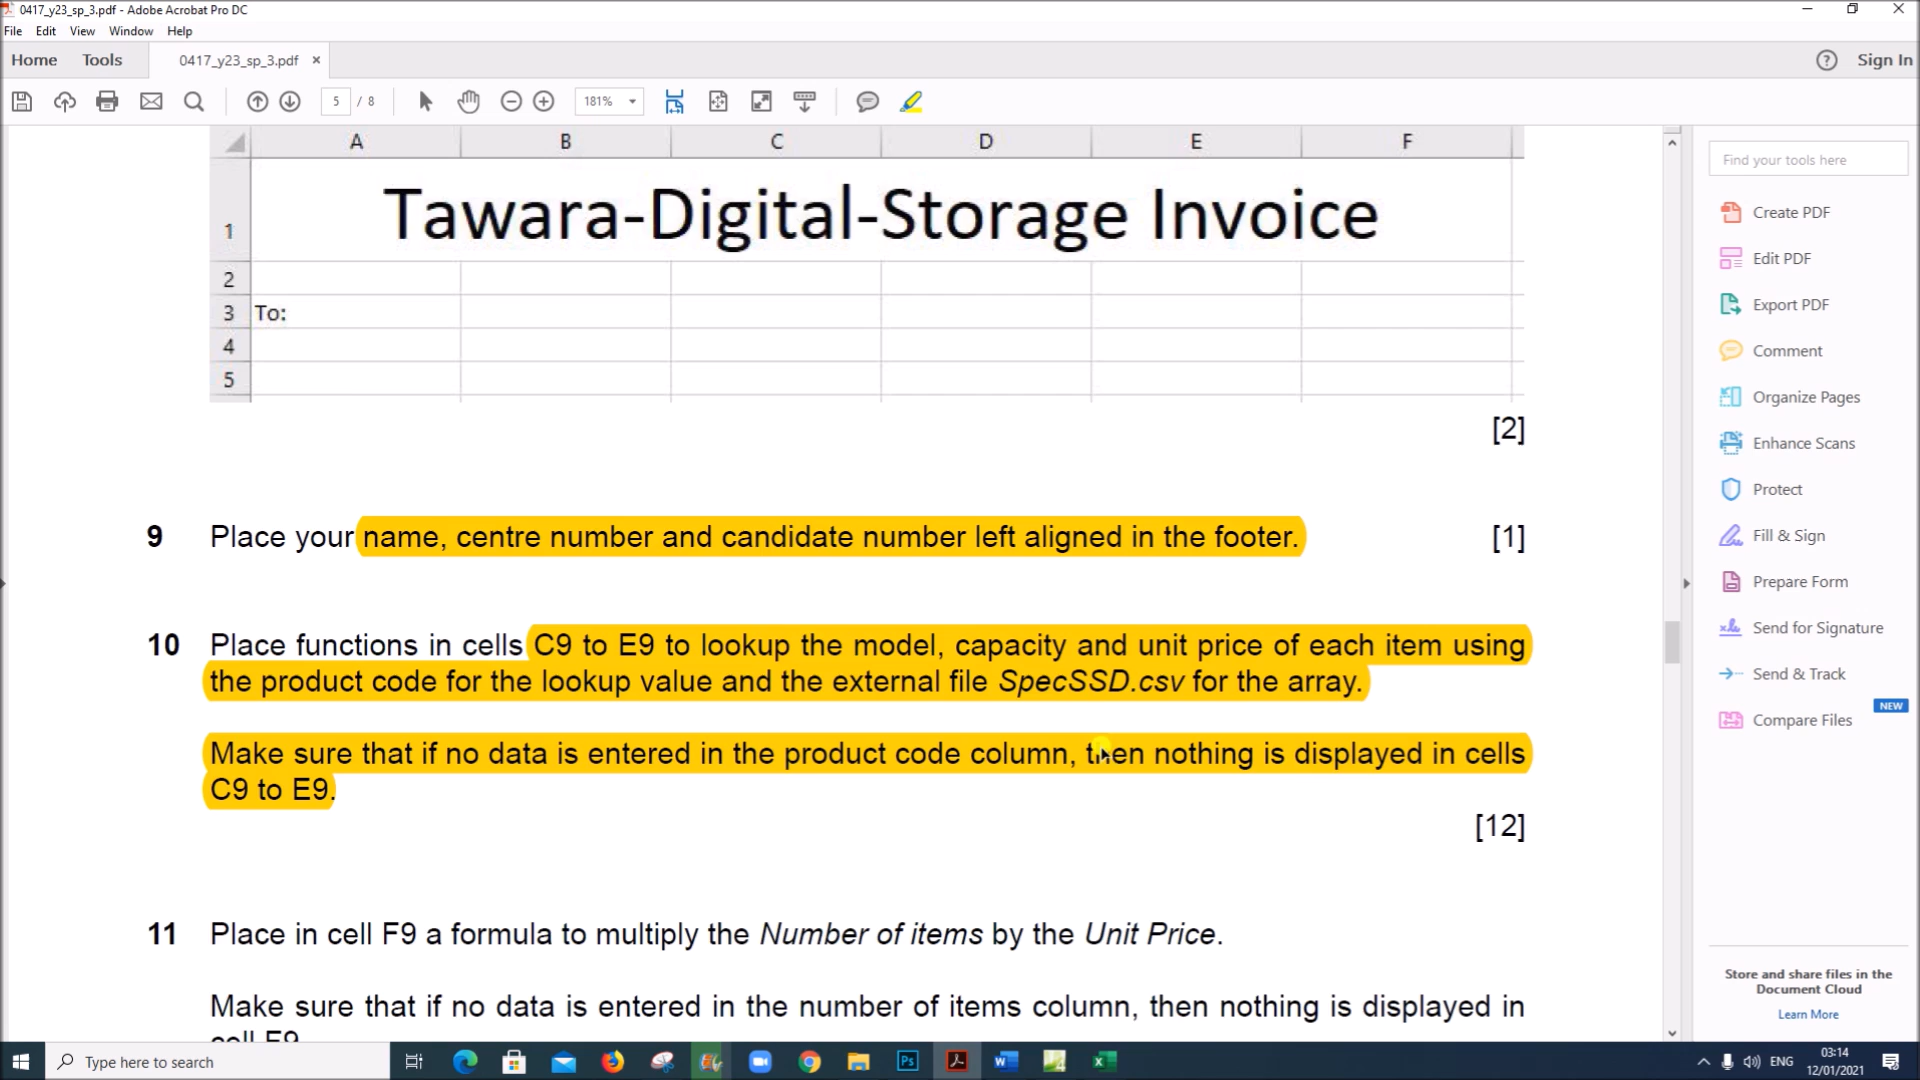 0417_y23_sp_3.pdf - Adobe Acrobat Pro DC
File Edit View Window Help
Home Tools 0417_y23_sp_3.pdf × Sign In
5 / 8 181%
A B C D E F
1 Tawara-Digital-Storage Invoice
2
3 To:
4
5
[2]
9 Place your name, centre number and candidate number left aligned in the footer. [1]
10 Place functions in cells C9 to E9 to lookup the model, capacity and unit price of each item using
the product code for the lookup value and the external file SpecSSD.csv for the array.
Make sure that if no data is entered in the product code column, then nothing is displayed in cells
C9 to E9.
[12]
11 Place in cell F9 a formula to multiply the Number of items by the Unit Price.
Make sure that if no data is entered in the number of items column, then nothing is displayed in
cell F9
Find your tools here
Create PDF
Edit PDF
Export PDF
Comment
Organize Pages
Enhance Scans
Protect
Fill & Sign
Prepare Form
Send for Signature
Send & Track
NEW
Compare Files
Store and share files in the
Document Cloud
Learn More
Type here to search
ENG
03:14
12/01/2021